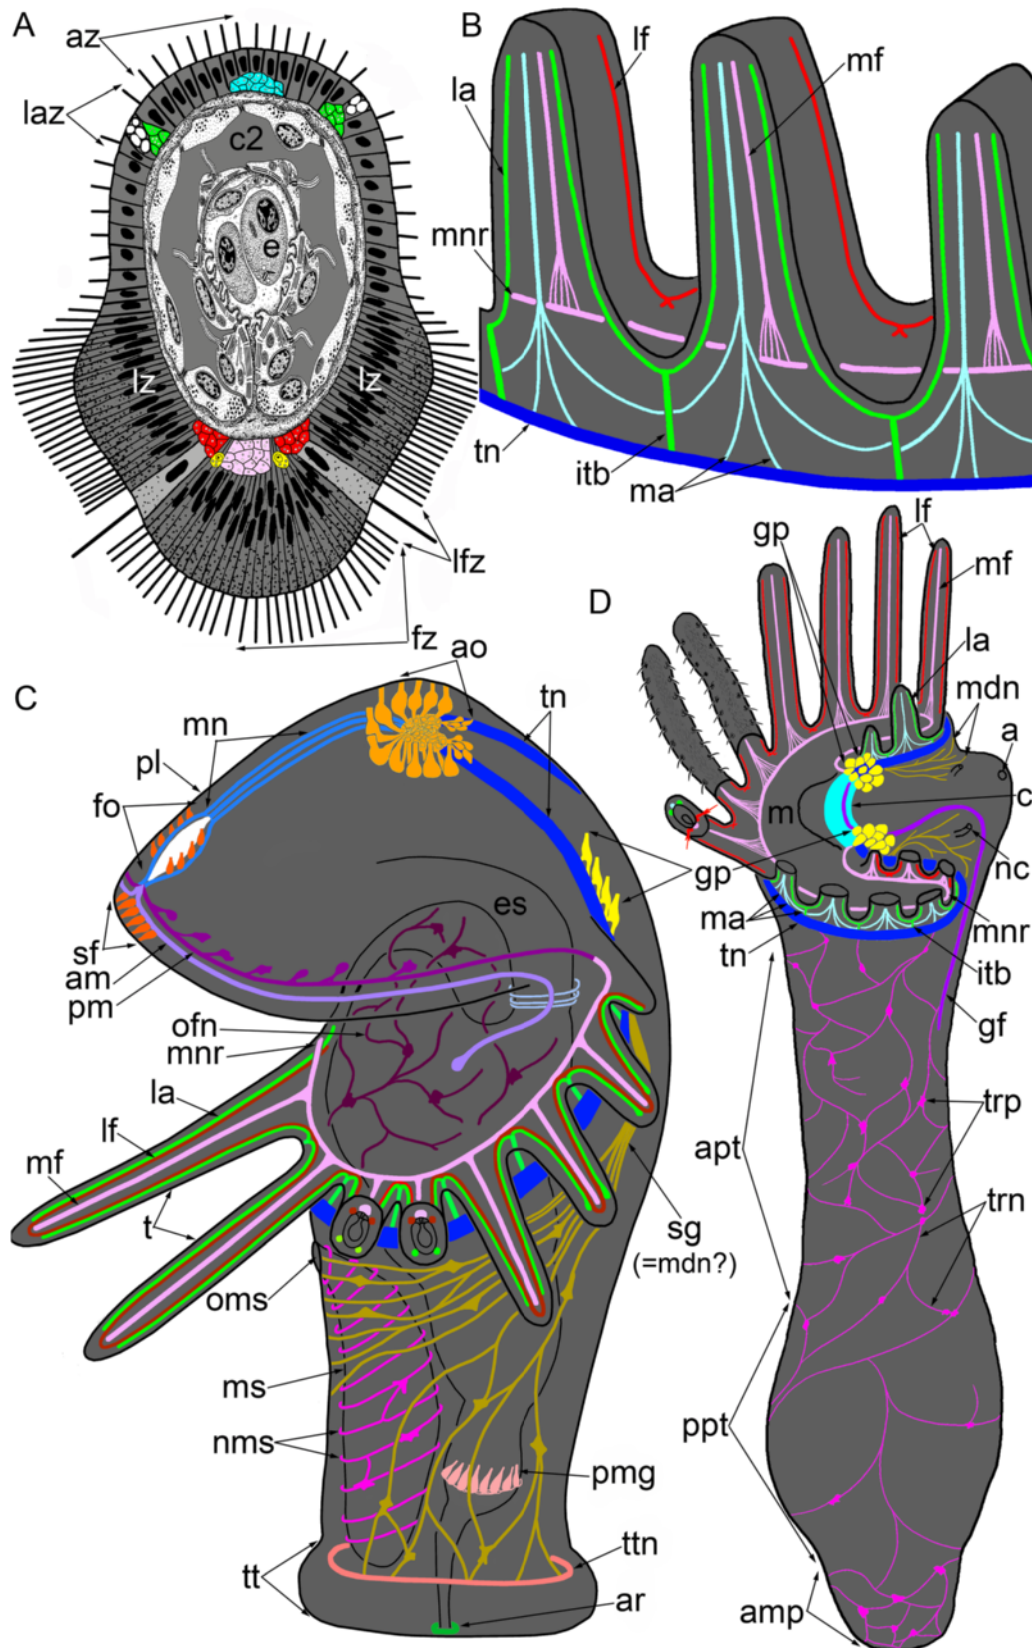 A
az
laz
c2
e
lz
lz
lfz
fz
B
lf
mf
la
mnr
tn
itb
ma
C
ao
mn
tn
pl
fo
gp
es
sf
am
pm
ofn
mnr
la
lf
mf
t
sg
(=mdn?)
oms
ms
nms
pmg
ttn
tt
ar
D
gp
lf
mf
la
mdn
a
c
m
nc
ma
tn
mnr
itb
gf
trp
apt
trn
ppt
amp